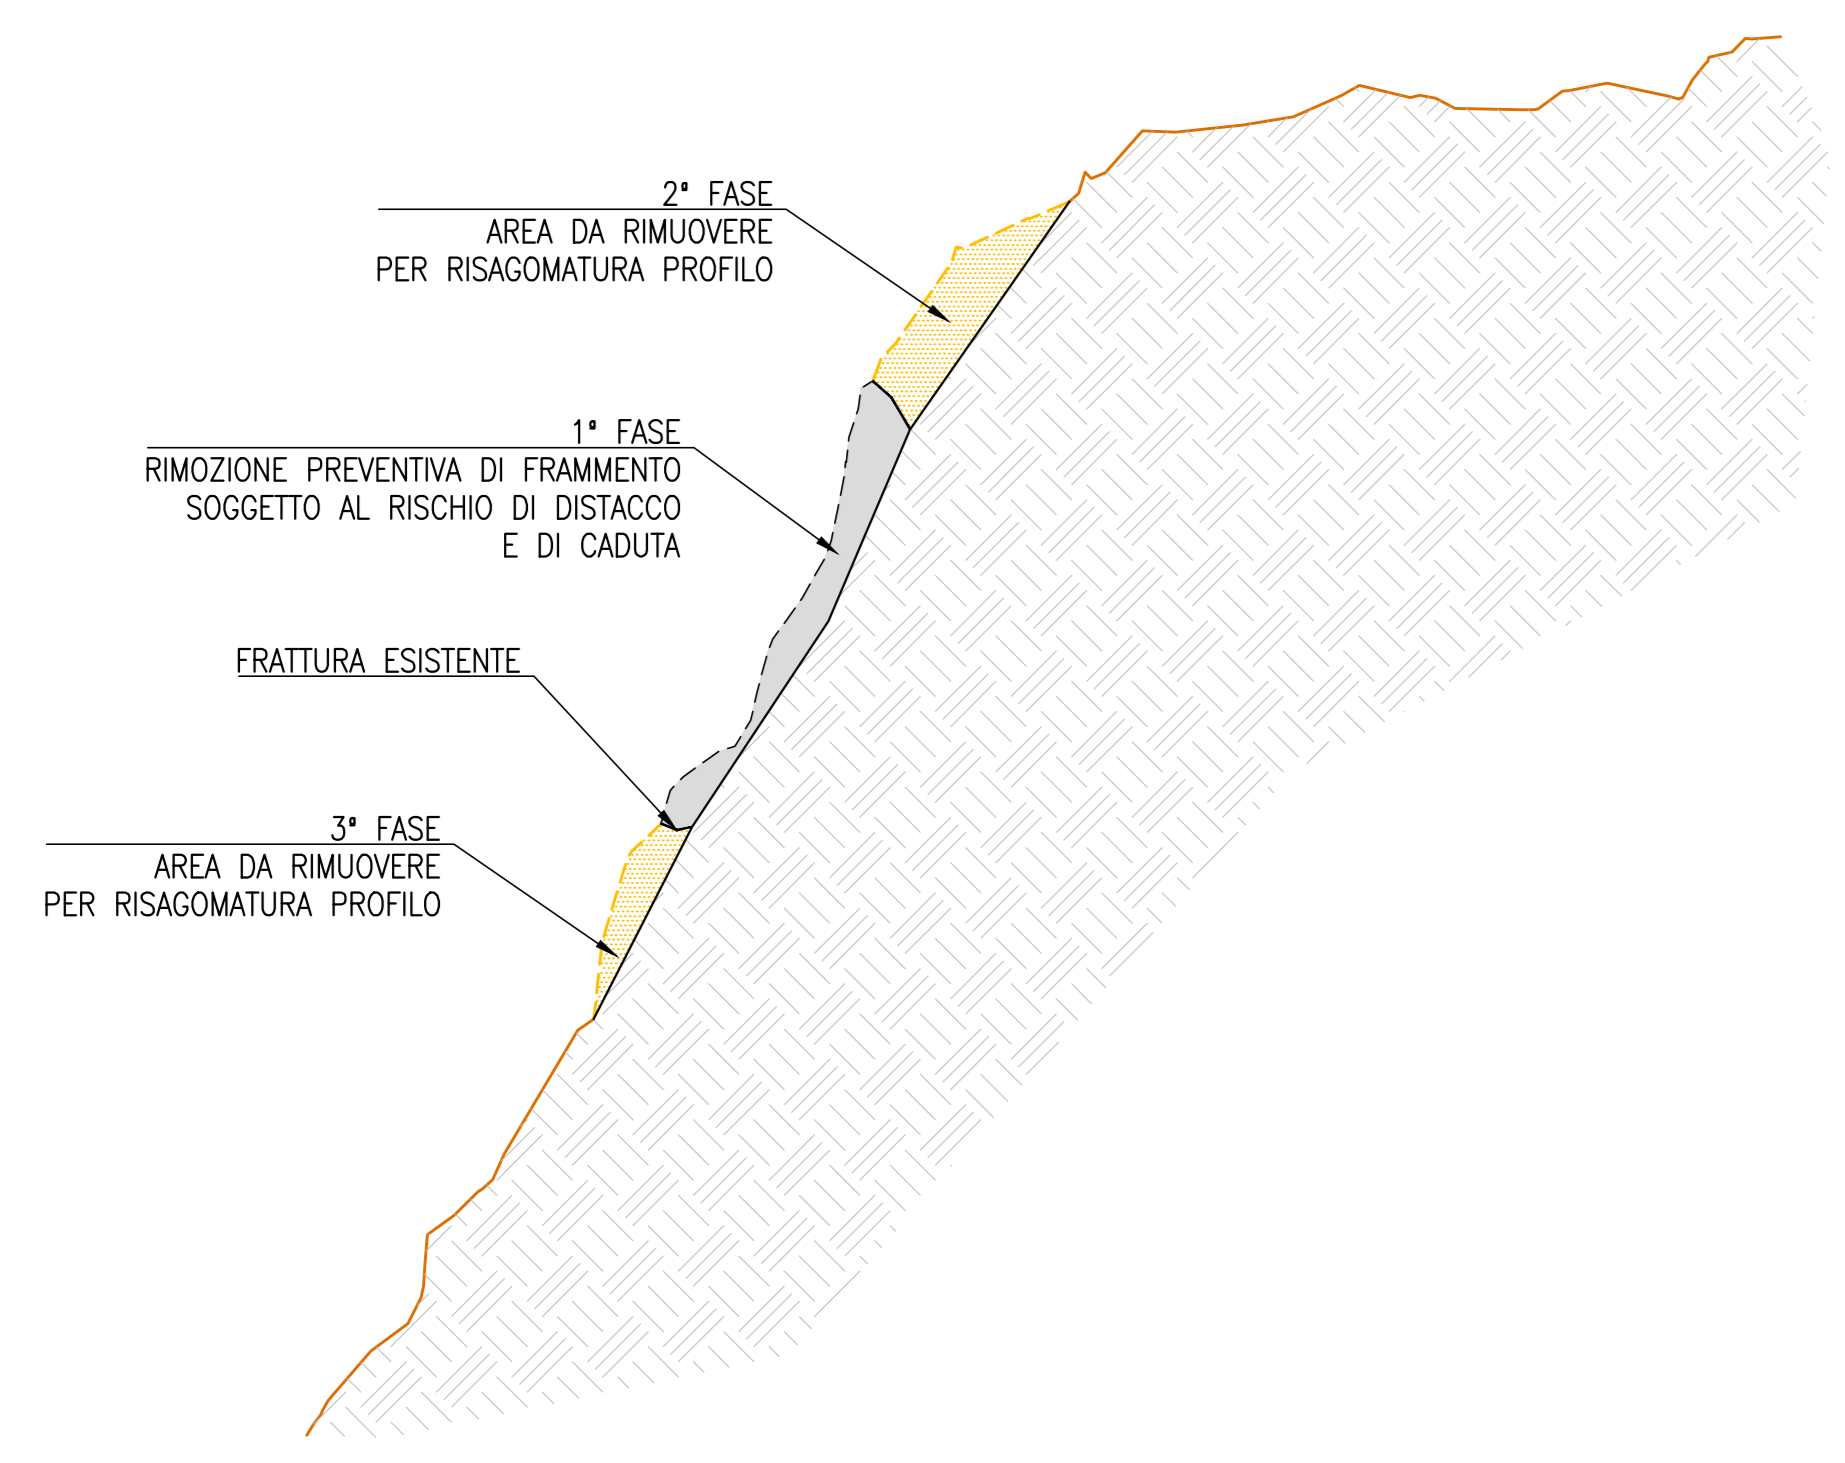 2ª FASE
AREA DA RIMUOVERE
PER RISAGOMATURA PROFILO
1ª FASE
RIMOZIONE PREVENTIVA DI FRAMMENTO
SOGGETTO AL RISCHIO DI DISTACCO
E DI CADUTA
FRATTURA ESISTENTE
3ª FASE
AREA DA RIMUOVERE
PER RISAGOMATURA PROFILO